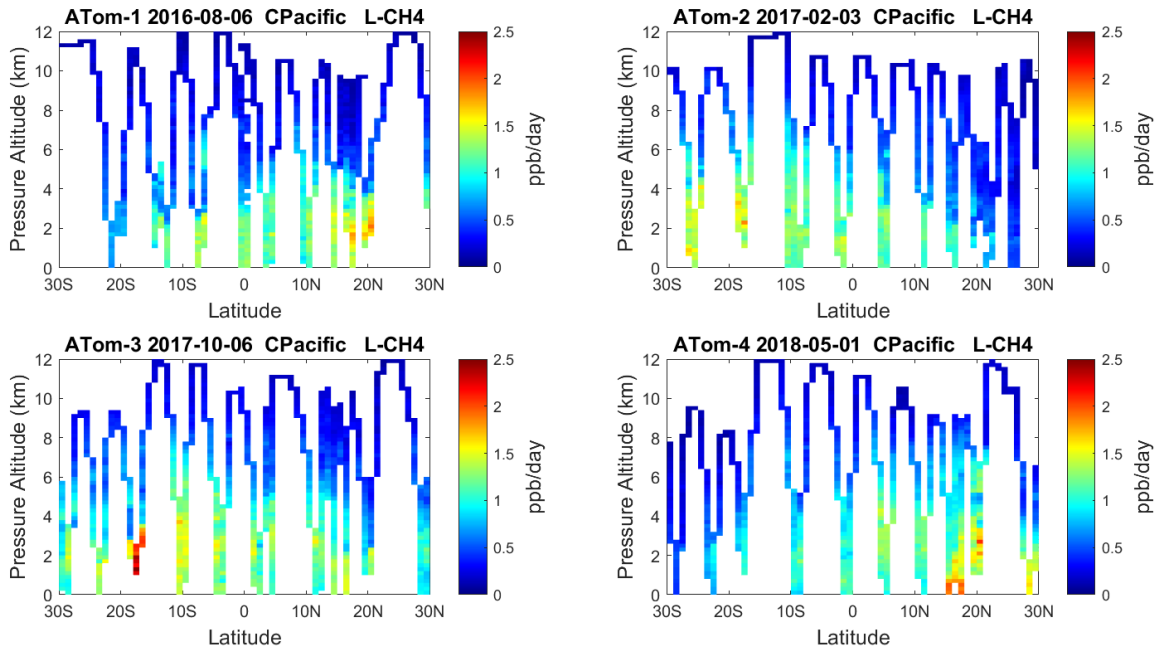 ATom-1 2016-08-06 CPacific L-CH4
12
10
8
6
4
2
0
Pressure Altitude (km)
30S 20S 10S 0 10N 20N 30N
Latitude
2.5
2
1.5
1
0.5
0
ppb/day
ATom-2 2017-02-03 CPacific L-CH4
12
10
8
6
4
2
0
Pressure Altitude (km)
30S 20S 10S 0 10N 20N 30N
Latitude
2.5
2
1.5
1
0.5
0
ppb/day
ATom-3 2017-10-06 CPacific L-CH4
12
10
8
6
4
2
0
Pressure Altitude (km)
30S 20S 10S 0 10N 20N 30N
Latitude
2.5
2
1.5
1
0.5
0
ppb/day
ATom-4 2018-05-01 CPacific L-CH4
12
10
8
6
4
2
0
Pressure Altitude (km)
30S 20S 10S 0 10N 20N 30N
Latitude
2.5
2
1.5
1
0.5
0
ppb/day